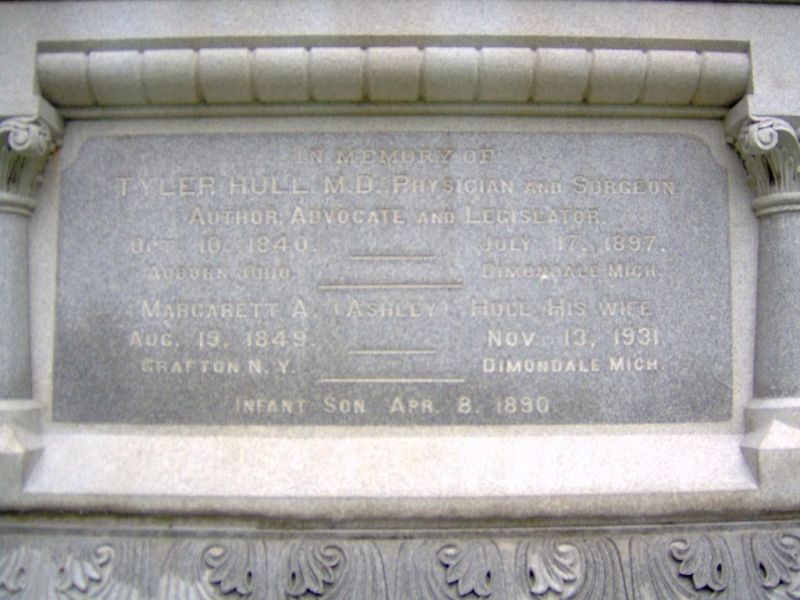 IN MEMORY OF
TYLER HULL M.D. PHYSICIAN AND SURGEON
AUTHOR, ADVOCATE AND LEGISLATOR.
OCT. 10. 1840. JULY 17. 1897.
AUBURN, OHIO. DIMONDALE MICH.
MARGARETT A. (ASHLEY) HULL HIS WIFE
AUG. 19. 1849. NOV. 13, 1931.
GRAFTON N.Y. DIMONDALE MICH.
INFANT SON APR. 8. 1890.